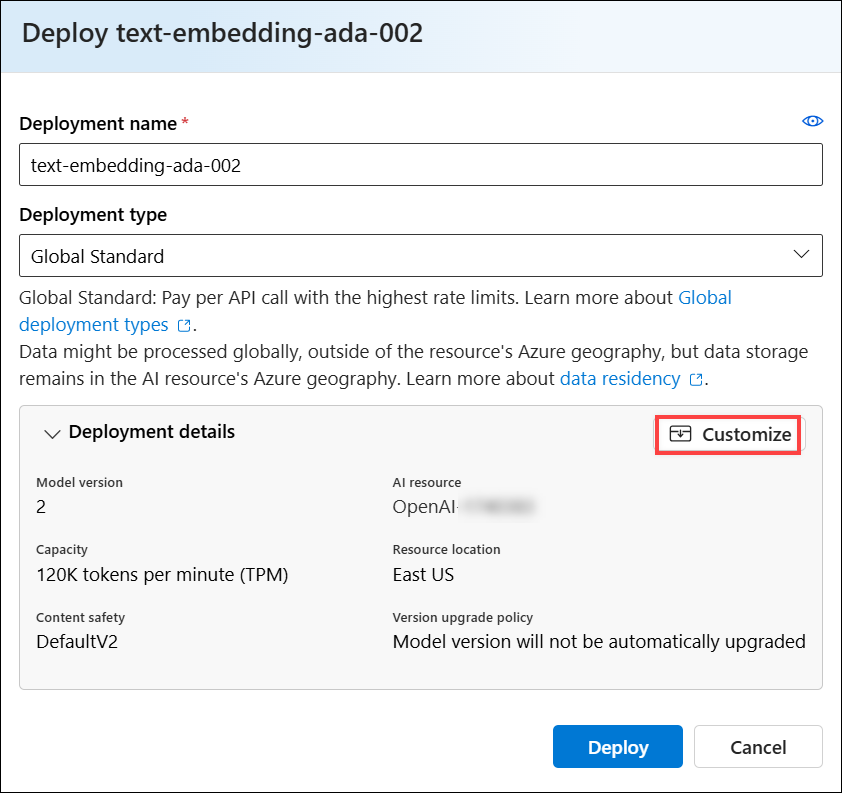 Deploy text-embedding-ada-002
Deployment name *
text-embedding-ada-002
Deployment type
Global Standard
Global Standard: Pay per API call with the highest rate limits. Learn more about Global
deployment types .
Data might be processed globally, outside of the resource's Azure geography, but data storage
remains in the AI resource's Azure geography. Learn more about data residency .
Deployment details
Customize
Model version
2
AI resource
OpenAI-
Capacity
120K tokens per minute (TPM)
Resource location
East US
Content safety
DefaultV2
Version upgrade policy
Model version will not be automatically upgraded
Deploy
Cancel